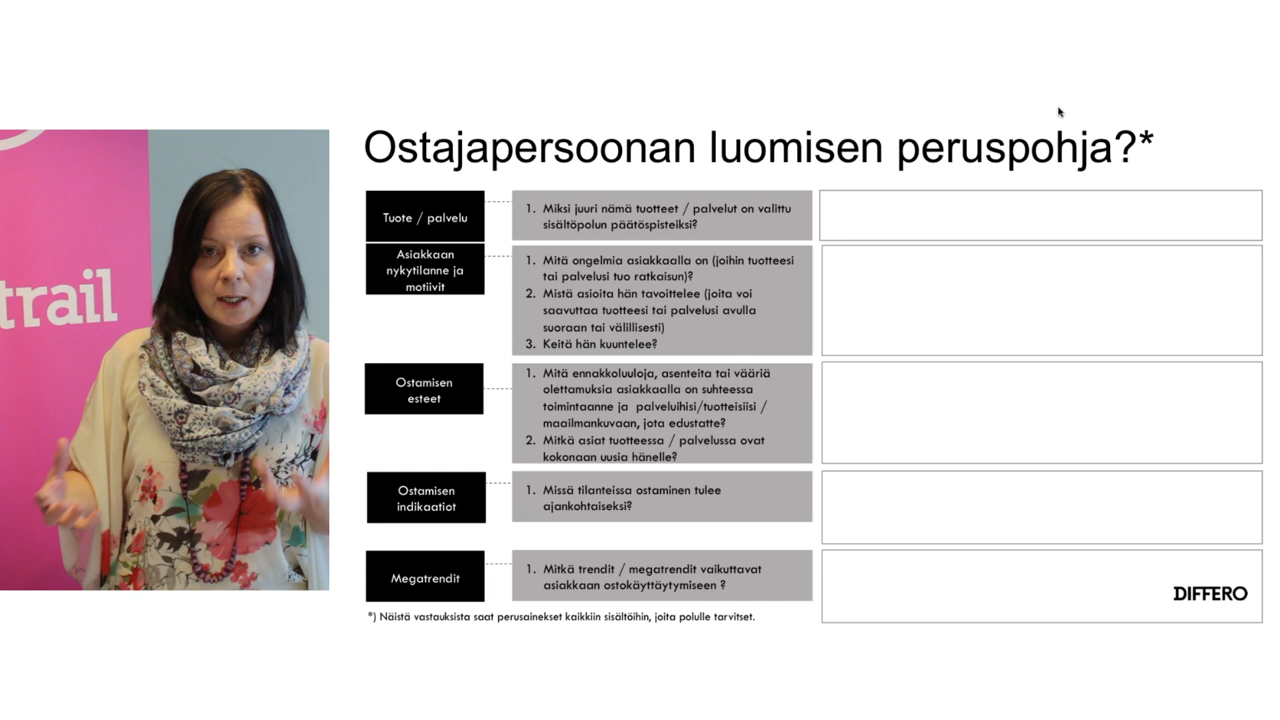 Ostajapersoonan luomisen peruspohja?*
trail
Tuote / palvelu
1. Miksi juuri nämä tuotteet / palvelut on valittu
sisältöpolun päätöspisteiksi?
Asiakkaan
nykytilanne ja
motiivit
1. Mitä ongelmia asiakkaalla on (joihin tuotteesi
tai palvelusi tuo ratkaisun)?
2. Mistä asioita hän tavoittelee (joita voi
saavuttaa tuotteesi tai palvelusi avulla
suoraan tai välillisesti)
3. Keitä hän kuuntelee?
Ostamisen
esteet
1. Mitä ennakkoluuloja, asenteita tai vääriä
olettamuksia asiakkaalla on suhteessa
toimintaanne ja palveluihisi/tuotteisiisi /
maailmankuvaan, jota edustatte?
2. Mitkä asiat tuotteessa / palvelussa ovat
kokonaan uusia hänelle?
Ostamisen
indikaatiot
1. Missä tilanteissa ostaminen tulee
ajankohtaiseksi?
Megatrendit
1. Mitkä trendit / megatrendit vaikuttavat
asiakkaan ostokäyttäytymiseen ?
DIFFERO
*) Näistä vastauksista saat perusainekset kaikkiin sisältöihin, joita polulle tarvitset.